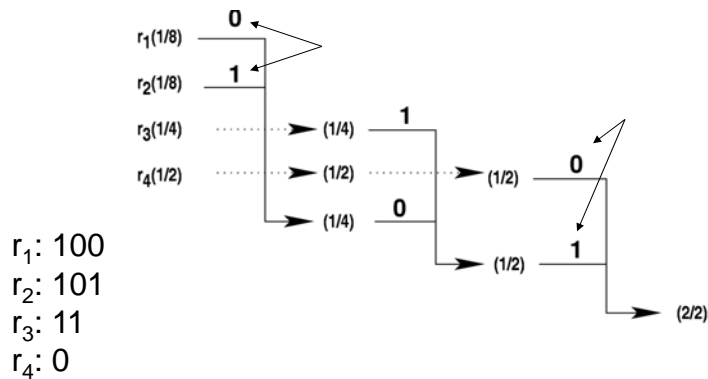 0
r₁(1/8)
r₂(1/8) 1
r₃(1/4) (1/4) 1
r₄(1/2) (1/2) (1/2) 0
(1/4) 0
(1/2) 1
(2/2)
r₁: 100
r₂: 101
r₃: 11
r₄: 0